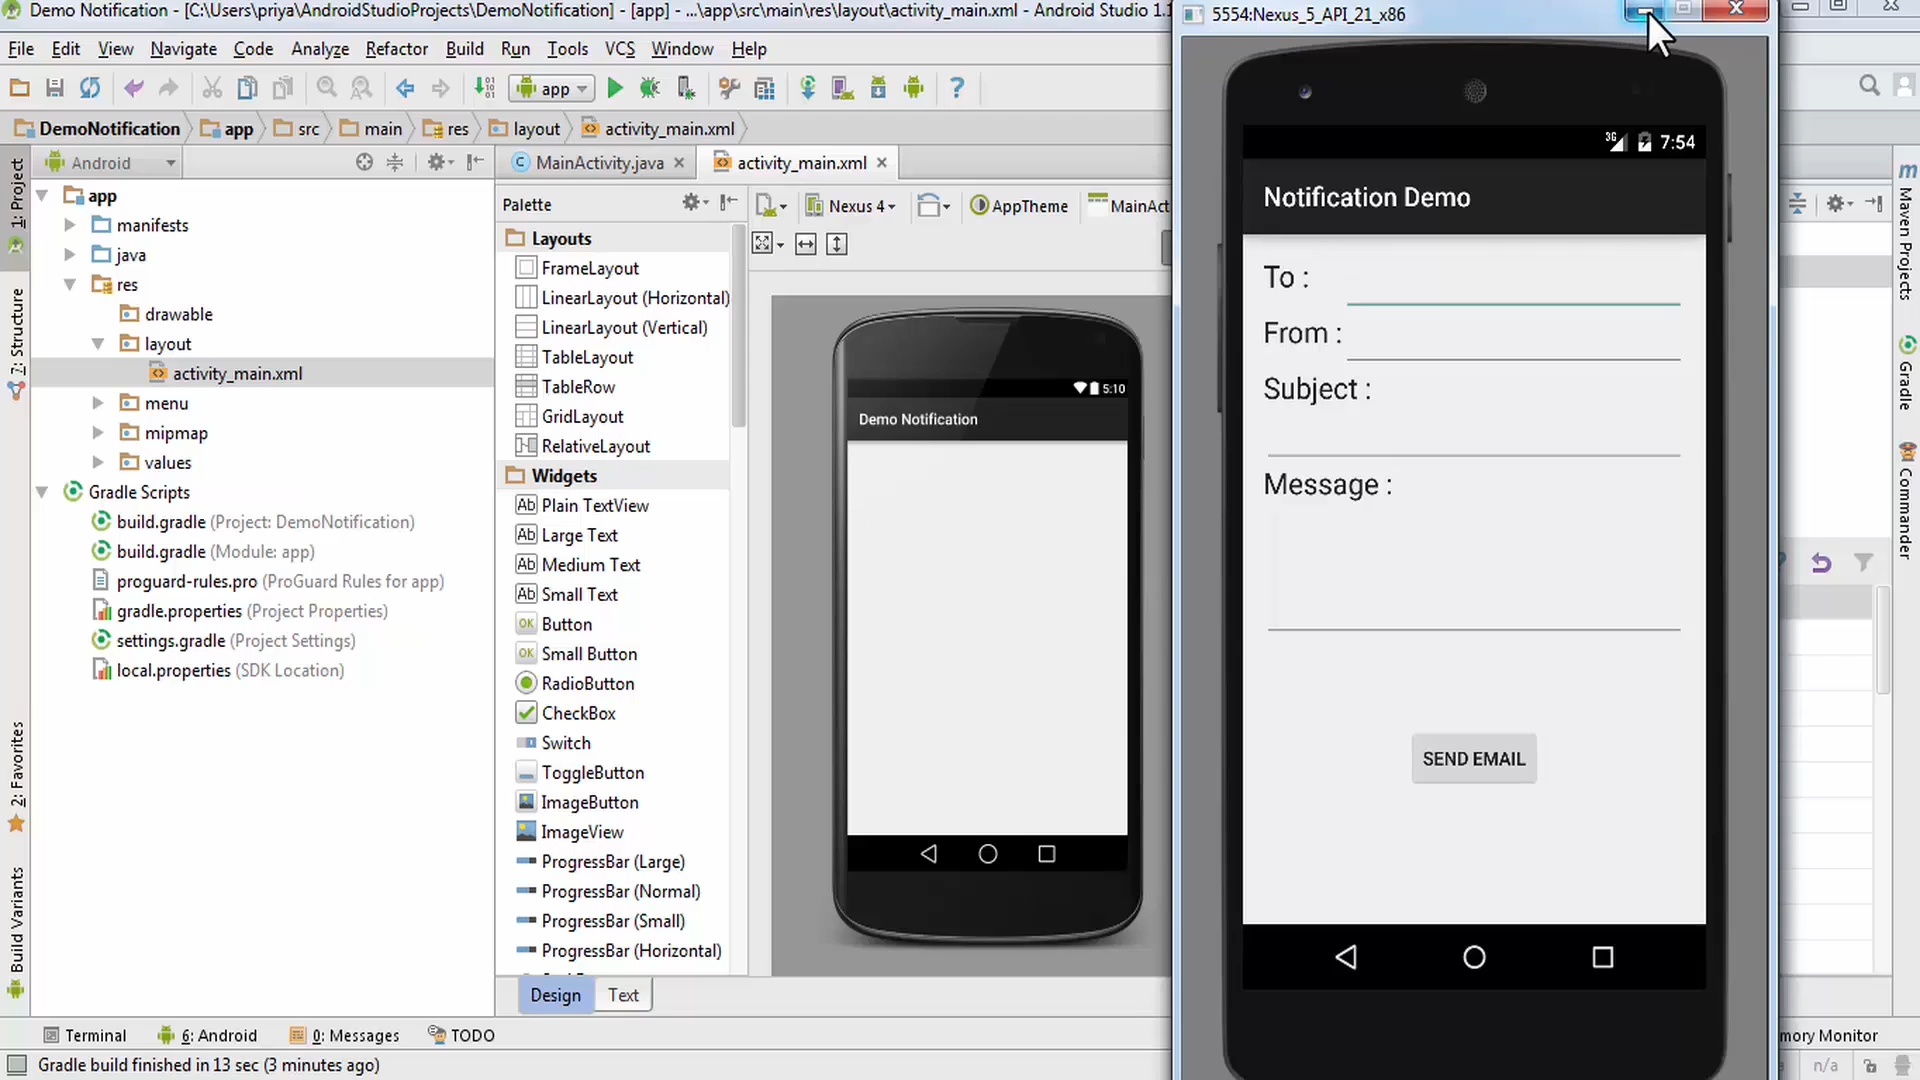 Demo Notification - [C:\Users\priya\AndroidStudioProjects\DemoNotification] - [app] - ...\app\src\main\res\layout\activity_main.xml - Android Studio 1.1
5554:Nexus_5_API_21_x86
File Edit View Navigate Code Analyze Refactor Build Run Tools VCS Window Help
app
DemoNotification app src main res layout activity_main.xml
Android
MainActivity.java
activity_main.xml
Palette
Nexus 4
AppTheme
MainAct
1: Project
7: Structure
2: Favorites
Build Variants
app
manifests
java
res
drawable
layout
activity_main.xml
menu
mipmap
values
Gradle Scripts
build.gradle (Project: DemoNotification)
build.gradle (Module: app)
proguard-rules.pro (ProGuard Rules for app)
gradle.properties (Project Properties)
settings.gradle (Project Settings)
local.properties (SDK Location)
Layouts
FrameLayout
LinearLayout (Horizontal)
LinearLayout (Vertical)
TableLayout
TableRow
GridLayout
RelativeLayout
Widgets
Ab Plain TextView
Ab Large Text
Ab Medium Text
Ab Small Text
OK Button
OK Small Button
RadioButton
CheckBox
Switch
ToggleButton
ImageButton
ImageView
ProgressBar (Large)
ProgressBar (Normal)
ProgressBar (Small)
ProgressBar (Horizontal)
Design Text
5:10
Demo Notification
3G 7:54
Notification Demo
To :
From :
Subject :
Message :
SEND EMAIL
Maven Projects
Gradle
Commander
Terminal 6: Android 0: Messages TODO
mory Monitor
Gradle build finished in 13 sec (3 minutes ago)
n/a